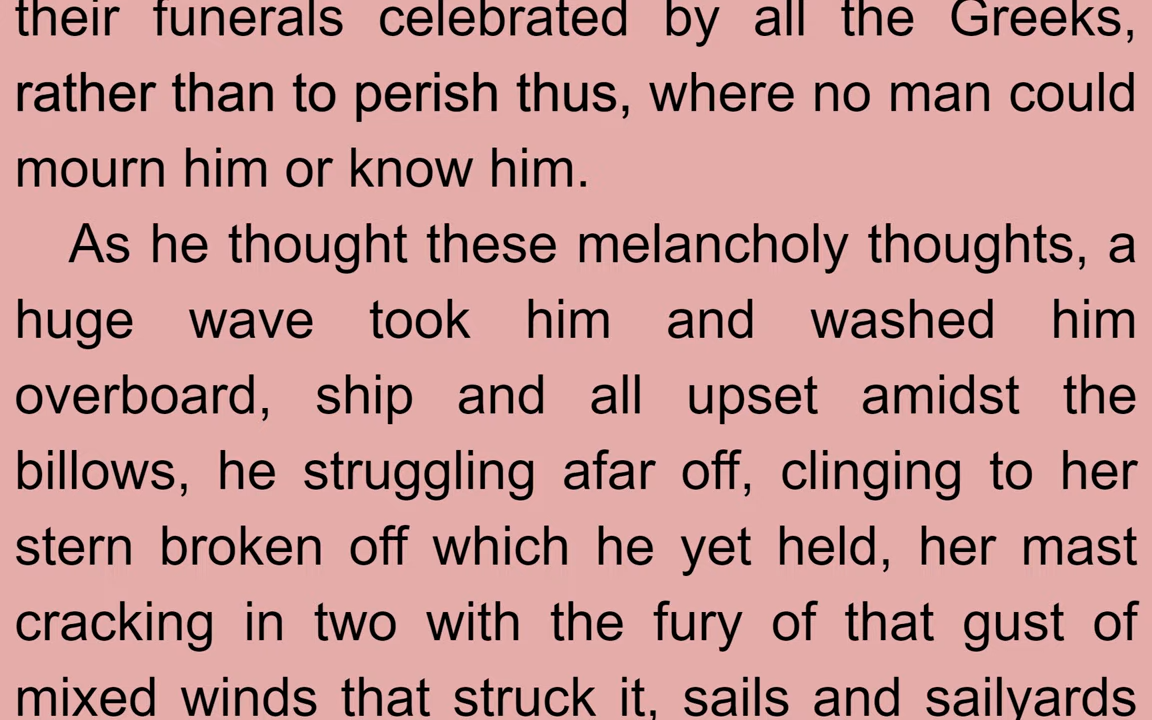 their funerals celebrated by all the Greeks,
rather than to perish thus, where no man could
mourn him or know him.
As he thought these melancholy thoughts, a
huge wave took him and washed him
overboard, ship and all upset amidst the
billows, he struggling afar off, clinging to her
stern broken off which he yet held, her mast
cracking in two with the fury of that gust of
mixed winds that struck it, sails and sailyards